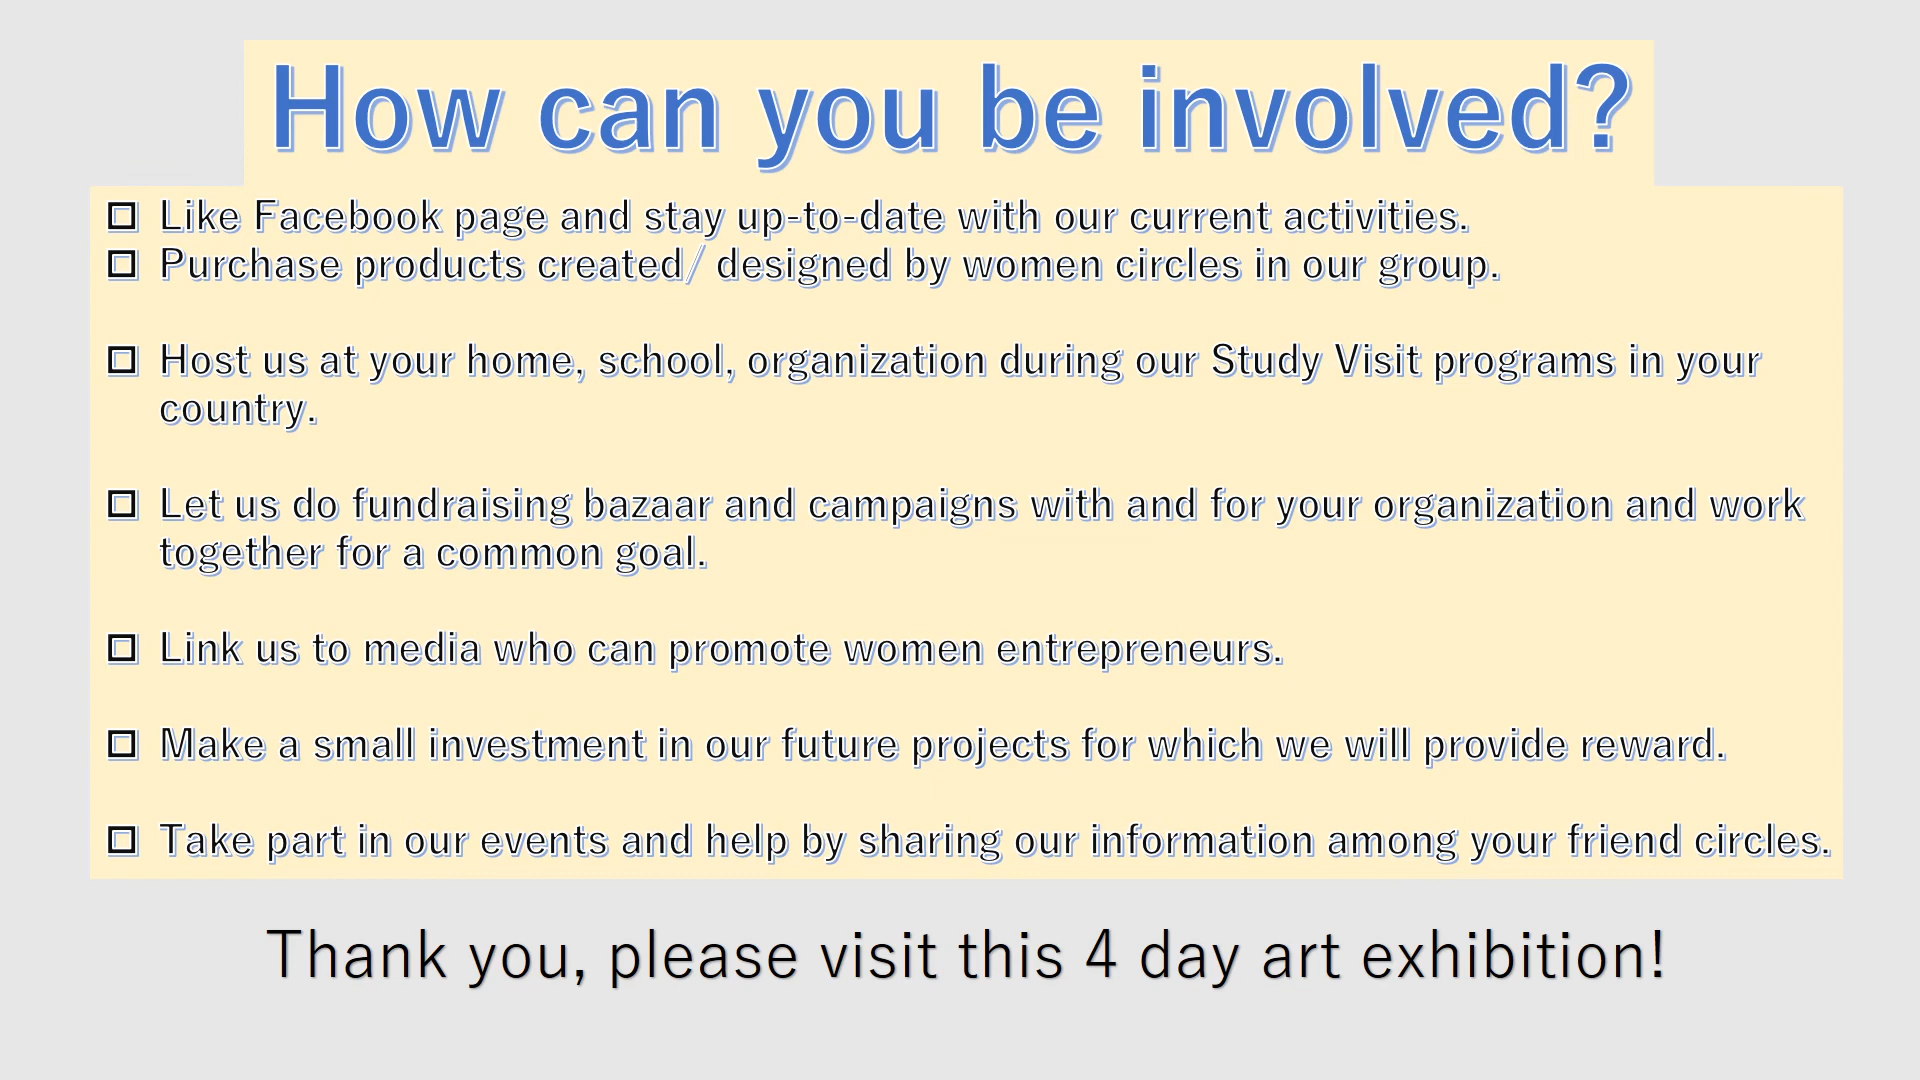 How can you be involved?
Like Facebook page and stay up-to-date with our current activities.
Purchase products created/ designed by women circles in our group.
Host us at your home, school, organization during our Study Visit programs in your
country.
Let us do fundraising bazaar and campaigns with and for your organization and work
together for a common goal.
Link us to media who can promote women entrepreneurs.
Make a small investment in our future projects for which we will provide reward.
Take part in our events and help by sharing our information among your friend circles.
Thank you, please visit this 4 day art exhibition!